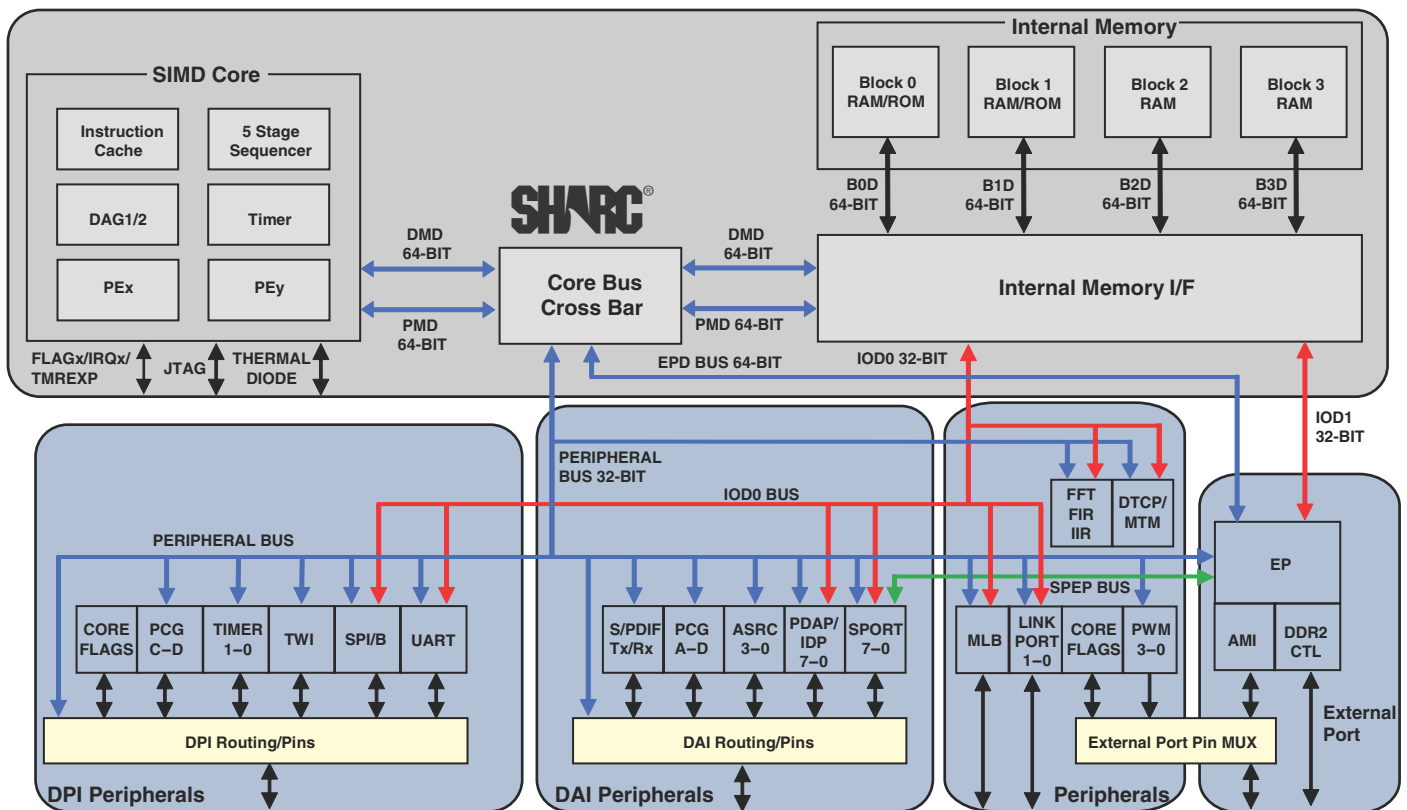 Internal Memory
SIMD Core
Block 0
RAM/ROM
Block 1
RAM/ROM
Block 2
RAM
Block 3
RAM
Instruction
Cache
5 Stage
Sequencer
DAG1/2
Timer
PEx
PEy
B0D
64-BIT
B1D
64-BIT
B2D
64-BIT
B3D
64-BIT
SHARC®
DMD
64-BIT
DMD
64-BIT
Core Bus
Cross Bar
Internal Memory I/F
PMD
64-BIT
PMD 64-BIT
FLAGx/IRQx/
TMREXP
JTAG
THERMAL
DIODE
EPD BUS 64-BIT
IOD0 32-BIT
IOD1
32-BIT
PERIPHERAL
BUS 32-BIT
IOD0 BUS
FFT
FIR
IIR
DTCP/
MTM
PERIPHERAL BUS
EP
SPEP BUS
CORE
FLAGS
PCG
C–D
TIMER
1–0
TWI
SPI/B
UART
S/PDIF
Tx/Rx
PCG
A–D
ASRC
3–0
PDAP/
IDP
7–0
SPORT
7–0
MLB
LINK
PORT
1–0
CORE
FLAGS
PWM
3–0
AMI
DDR2
CTL
DPI Routing/Pins
DAI Routing/Pins
External Port Pin MUX
External
Port
DPI Peripherals
DAI Peripherals
Peripherals